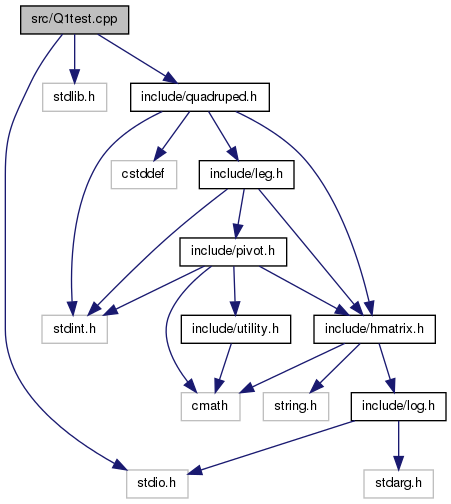 src/Q1test.cpp
stdlib.h
include/quadruped.h
cstddef
include/leg.h
include/pivot.h
stdint.h
include/utility.h
include/hmatrix.h
cmath
string.h
include/log.h
stdio.h
stdarg.h